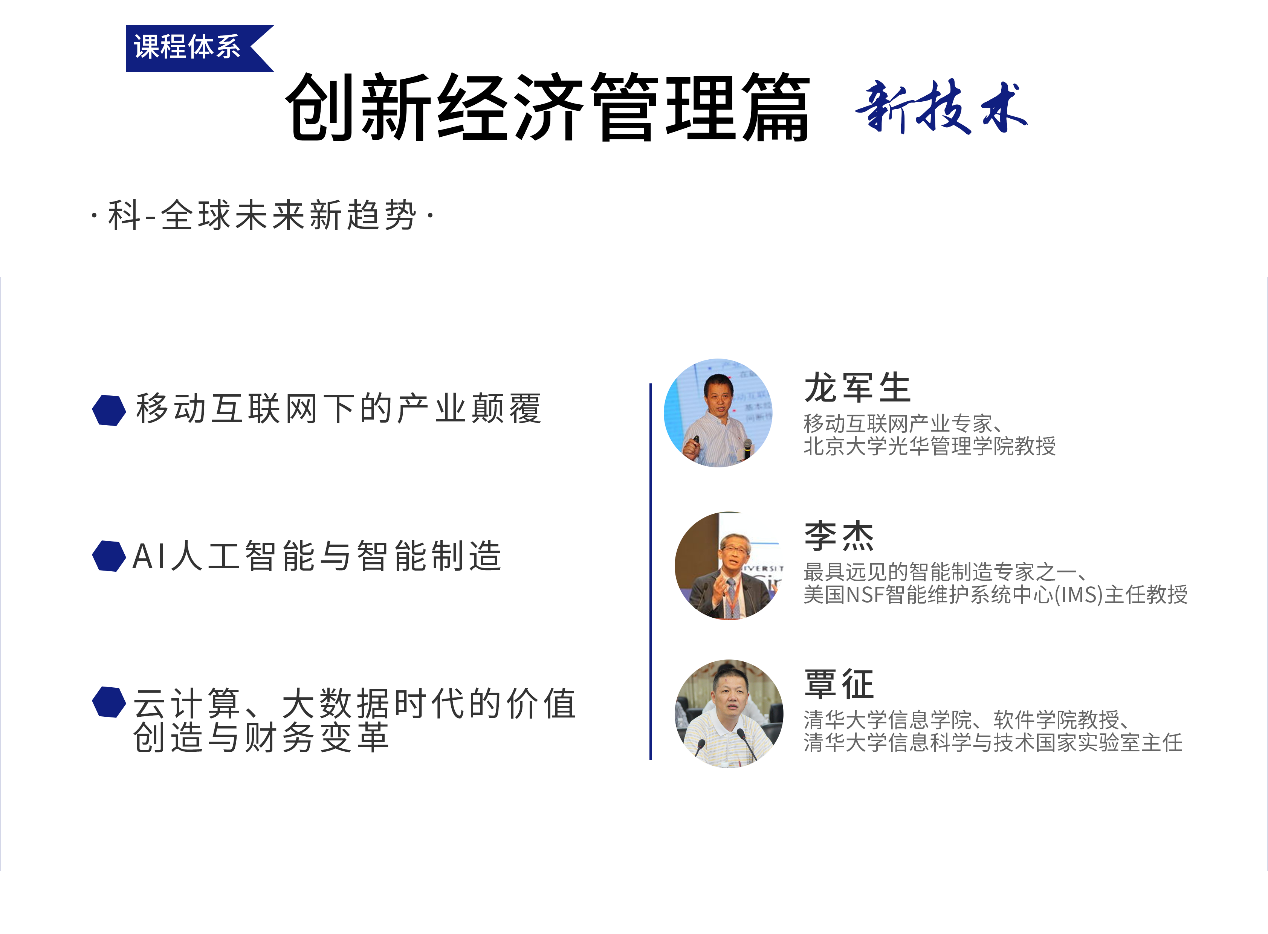 课程体系
创新经济管理篇 新技术
·科-全球未来新趋势·
移动互联网下的产业颠覆
AI人工智能与智能制造
云计算、大数据时代的价值
创造与财务变革
龙军生
移动互联网产业专家、
北京大学光华管理学院教授
李杰
最具远见的智能制造专家之一、
美国NSF智能维护系统中心(IMS)主任教授
覃征
清华大学信息学院、软件学院教授、
清华大学信息科学与技术国家实验室主任